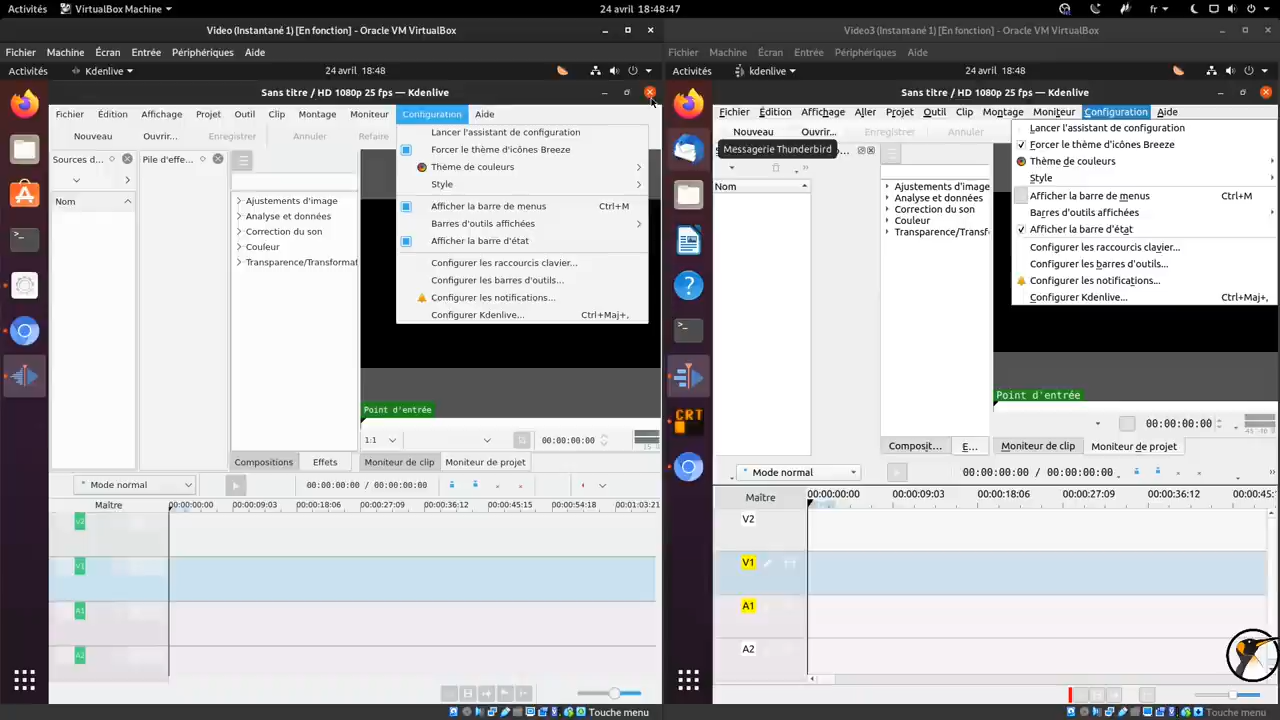 Activités VirtualBox Machine 24 avril 18:48:47 fr
Video (Instantané 1) [En fonction] - Oracle VM VirtualBox
Fichier Machine Écran Entrée Périphériques Aide
Activités Kdenlive 24 avril 18:48
Sans titre / HD 1080p 25 fps — Kdenlive
Fichier Édition Affichage Projet Outil Clip Montage Moniteur Configuration Aide
Nouveau Ouvrir... Enregistrer Annuler Refaire
Sources d... Pile d'effe...
Nom
Ajustements d'image
Analyse et données
Correction du son
Couleur
Transparence/Transformat
Lancer l'assistant de configuration
Forcer le thème d'icônes Breeze
Thème de couleurs
Style
Afficher la barre de menus Ctrl+M
Barres d'outils affichées
Afficher la barre d'état
Configurer les raccourcis clavier...
Configurer les barres d'outils...
Configurer les notifications...
Configurer Kdenlive... Ctrl+Maj+,
Point d'entrée
1:1 00:00:00:00
Compositions Effets Moniteur de clip Moniteur de projet
Mode normal 00:00:00:00 / 00:00:00:00
Maître 00:00:00:00 00:00:09:03 00:00:18:06 00:00:27:09 00:00:36:12 00:00:45:15 00:00:54:18 00:01:03:21
V2
V1
A1
A2
Touche menu
Video3 (Instantané 1) [En fonction] - Oracle VM VirtualBox
Fichier Machine Écran Entrée Périphériques Aide
Activités kdenlive 24 avril 18:48
Sans titre / HD 1080p 25 fps — Kdenlive
Fichier Édition Affichage Aller Projet Outil Clip Montage Moniteur Configuration Aide
Nouveau Ouvrir... Enregistrer Annuler
Messagerie Thunderbird
Nom
Ajustements d'image
Analyse et données
Correction du son
Couleur
Transparence/Transf
Lancer l'assistant de configuration
Forcer le thème d'icônes Breeze
Thème de couleurs
Style
Afficher la barre de menus Ctrl+M
Barres d'outils affichées
Afficher la barre d'état
Configurer les raccourcis clavier...
Configurer les barres d'outils...
Configurer les notifications...
Configurer Kdenlive... Ctrl+Maj+,
CRT
Point d'entrée
00:00:00:00
Composit... E... Moniteur de clip Moniteur de projet
Mode normal 00:00:00:00 / 00:00:00:00
Maître 00:00:00:00 00:00:09:03 00:00:18:06 00:00:27:09 00:00:36:12 00:00:45:
V2
V1
A1
A2
Touche menu